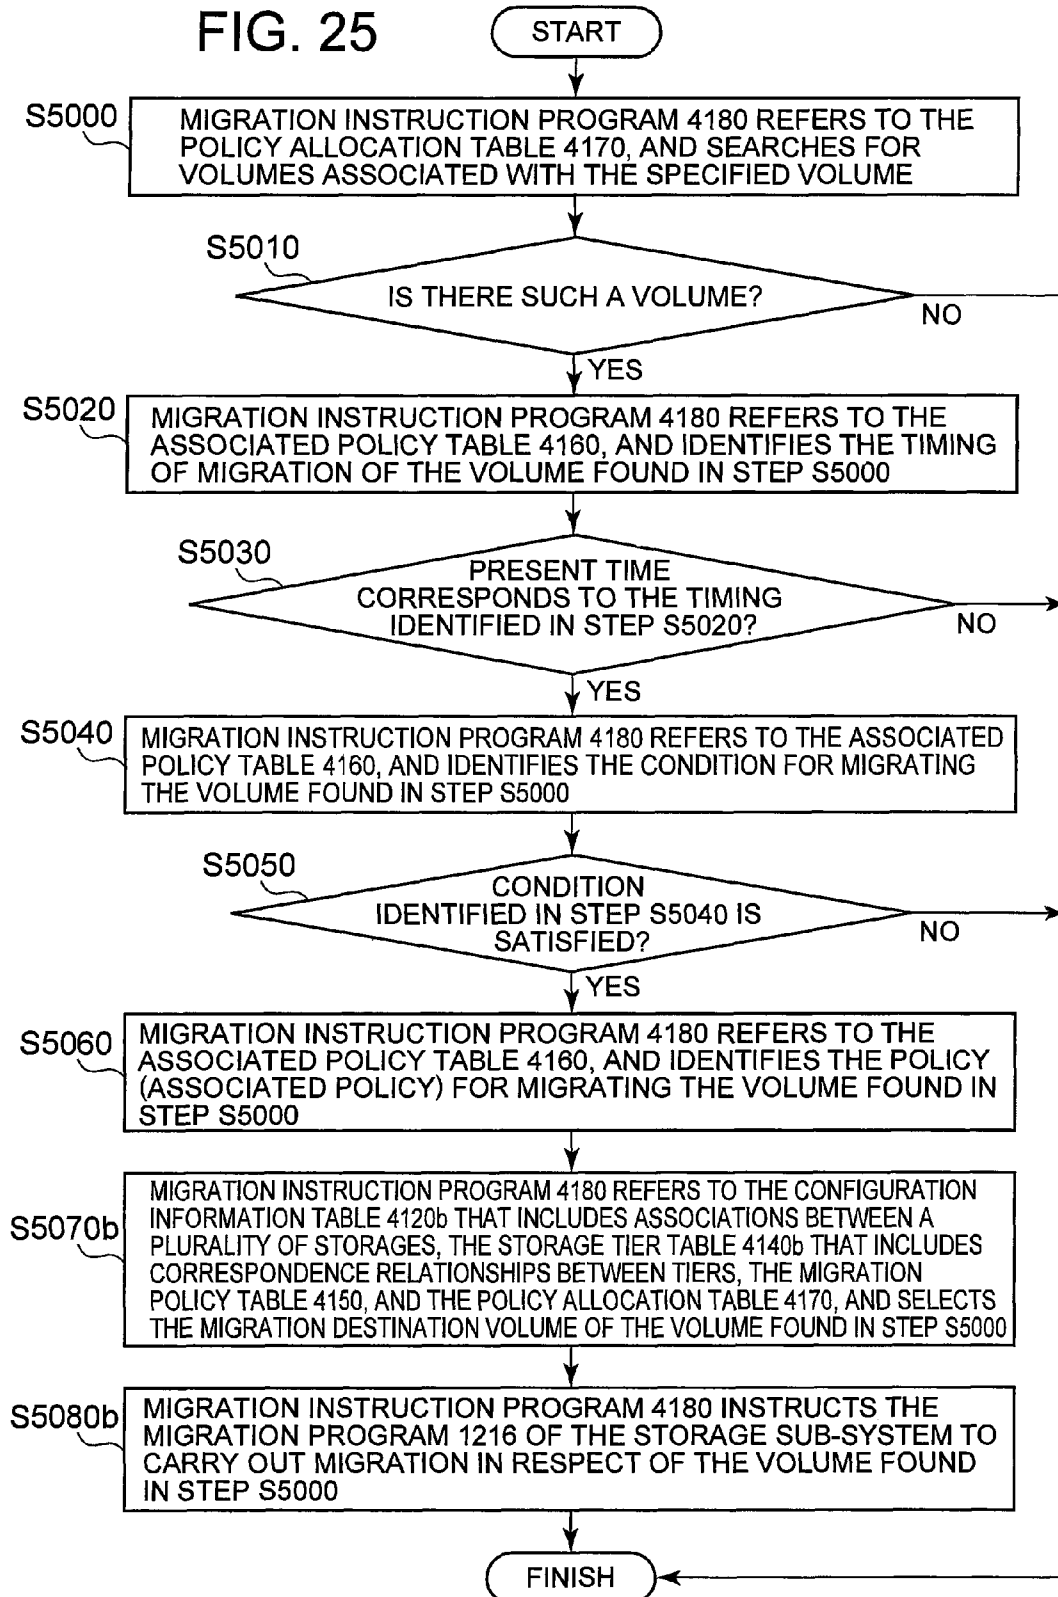 FIG. 25
START
S5000
MIGRATION INSTRUCTION PROGRAM 4180 REFERS TO THE
POLICY ALLOCATION TABLE 4170, AND SEARCHES FOR
VOLUMES ASSOCIATED WITH THE SPECIFIED VOLUME
S5010
IS THERE SUCH A VOLUME?
NO
YES
S5020
MIGRATION INSTRUCTION PROGRAM 4180 REFERS TO THE
ASSOCIATED POLICY TABLE 4160, AND IDENTIFIES THE TIMING
OF MIGRATION OF THE VOLUME FOUND IN STEP S5000
S5030
PRESENT TIME
CORRESPONDS TO THE TIMING
IDENTIFIED IN STEP S5020?
NO
YES
S5040
MIGRATION INSTRUCTION PROGRAM 4180 REFERS TO THE ASSOCIATED
POLICY TABLE 4160, AND IDENTIFIES THE CONDITION FOR MIGRATING
THE VOLUME FOUND IN STEP S5000
S5050
CONDITION
IDENTIFIED IN STEP S5040 IS
SATISFIED?
NO
YES
S5060
MIGRATION INSTRUCTION PROGRAM 4180 REFERS TO THE
ASSOCIATED POLICY TABLE 4160, AND IDENTIFIES THE POLICY
(ASSOCIATED POLICY) FOR MIGRATING THE VOLUME FOUND IN
STEP S5000
S5070b
MIGRATION INSTRUCTION PROGRAM 4180 REFERS TO THE CONFIGURATION
INFORMATION TABLE 4120b THAT INCLUDES ASSOCIATIONS BETWEEN A
PLURALITY OF STORAGES, THE STORAGE TIER TABLE 4140b THAT INCLUDES
CORRESPONDENCE RELATIONSHIPS BETWEEN TIERS, THE MIGRATION
POLICY TABLE 4150, AND THE POLICY ALLOCATION TABLE 4170, AND SELECTS
THE MIGRATION DESTINATION VOLUME OF THE VOLUME FOUND IN STEP S5000
S5080b
MIGRATION INSTRUCTION PROGRAM 4180 INSTRUCTS THE
MIGRATION PROGRAM 1216 OF THE STORAGE SUB-SYSTEM TO
CARRY OUT MIGRATION IN RESPECT OF THE VOLUME FOUND
IN STEP S5000
FINISH